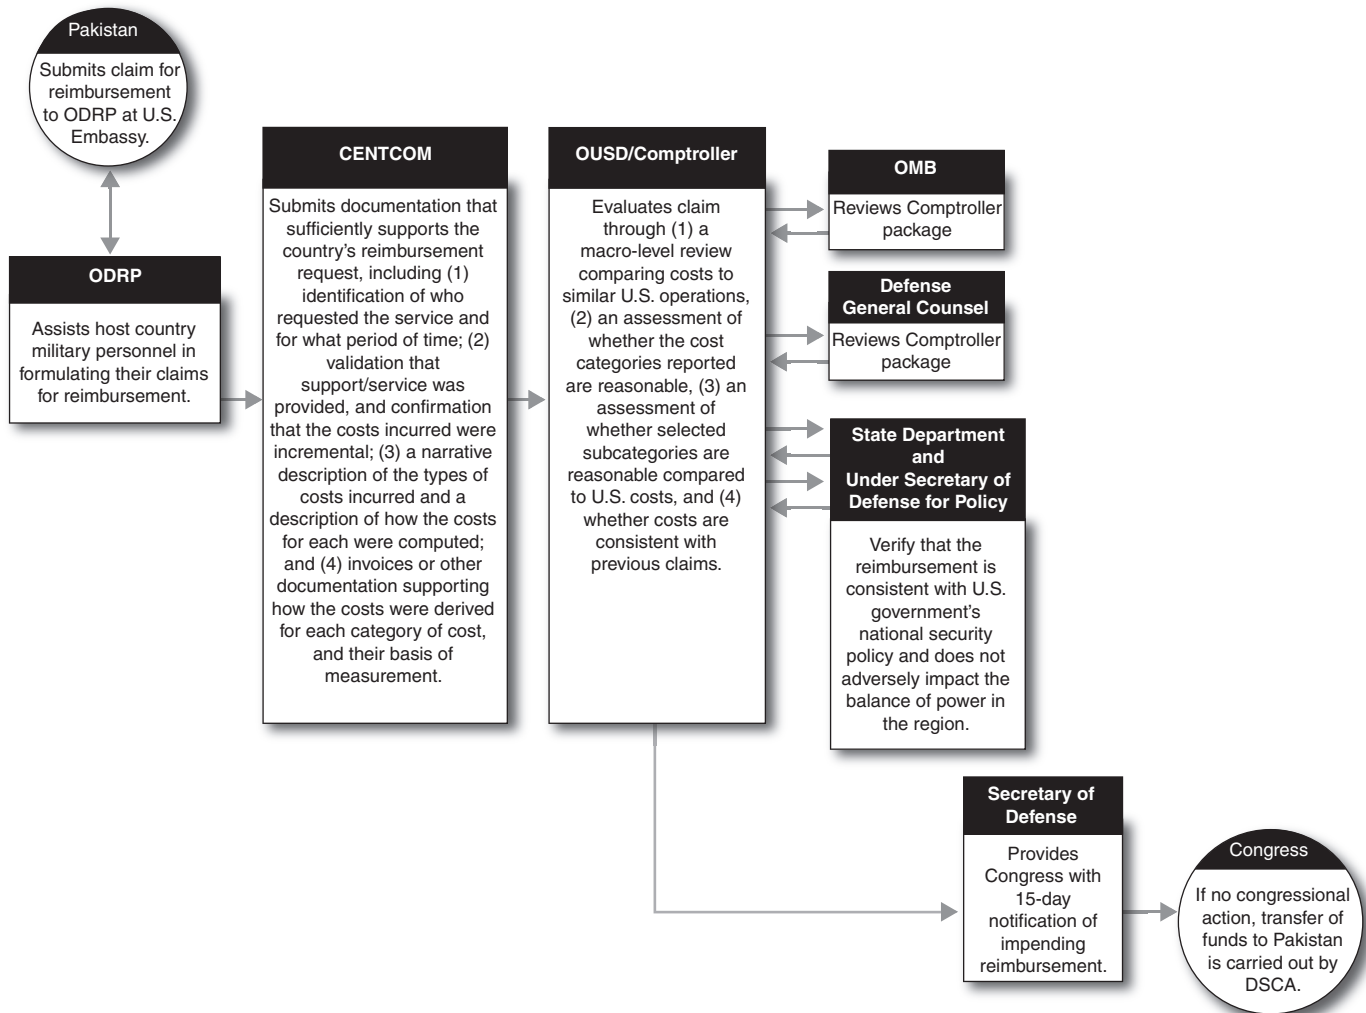 Pakistan
Submits claim for
reimbursement
to ODRP at U.S.
Embassy.
ODRP
Assists host country
military personnel in
formulating their claims
for reimbursement.
CENTCOM
Submits documentation that
sufficiently supports the
country's reimbursement
request, including (1)
identification of who
requested the service and
for what period of time; (2)
validation that
support/service was
provided, and confirmation
that the costs incurred were
incremental; (3) a narrative
description of the types of
costs incurred and a
description of how the costs
for each were computed;
and (4) invoices or other
documentation supporting
how the costs were derived
for each category of cost,
and their basis of
measurement.
OUSD/Comptroller
Evaluates claim
through (1) a
macro-level review
comparing costs to
similar U.S. operations,
(2) an assessment of
whether the cost
categories reported
are reasonable, (3) an
assessment of
whether selected
subcategories are
reasonable compared
to U.S. costs, and (4)
whether costs are
consistent with
previous claims.
OMB
Reviews Comptroller
package
Defense
General Counsel
Reviews Comptroller
package
State Department
and
Under Secretary of
Defense for Policy
Verify that the
reimbursement is
consistent with U.S.
government's
national security
policy and does not
adversely impact the
balance of power in
the region.
Secretary of
Defense
Provides
Congress with
15-day
notification of
impending
reimbursement.
Congress
If no congressional
action, transfer of
funds to Pakistan
is carried out by
DSCA.